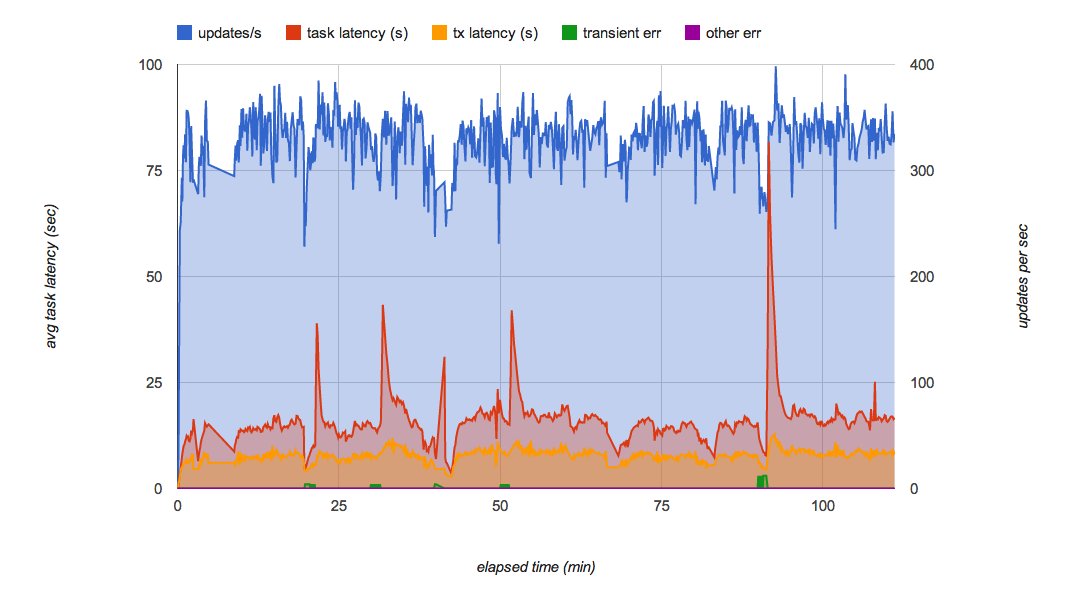 updates/s task latency (s) tx latency (s) transient err other err
100 400
75 300
50 200
25 100
0 0
0 25 50 75 100
avg task latency (sec)
updates per sec
elapsed time (min)